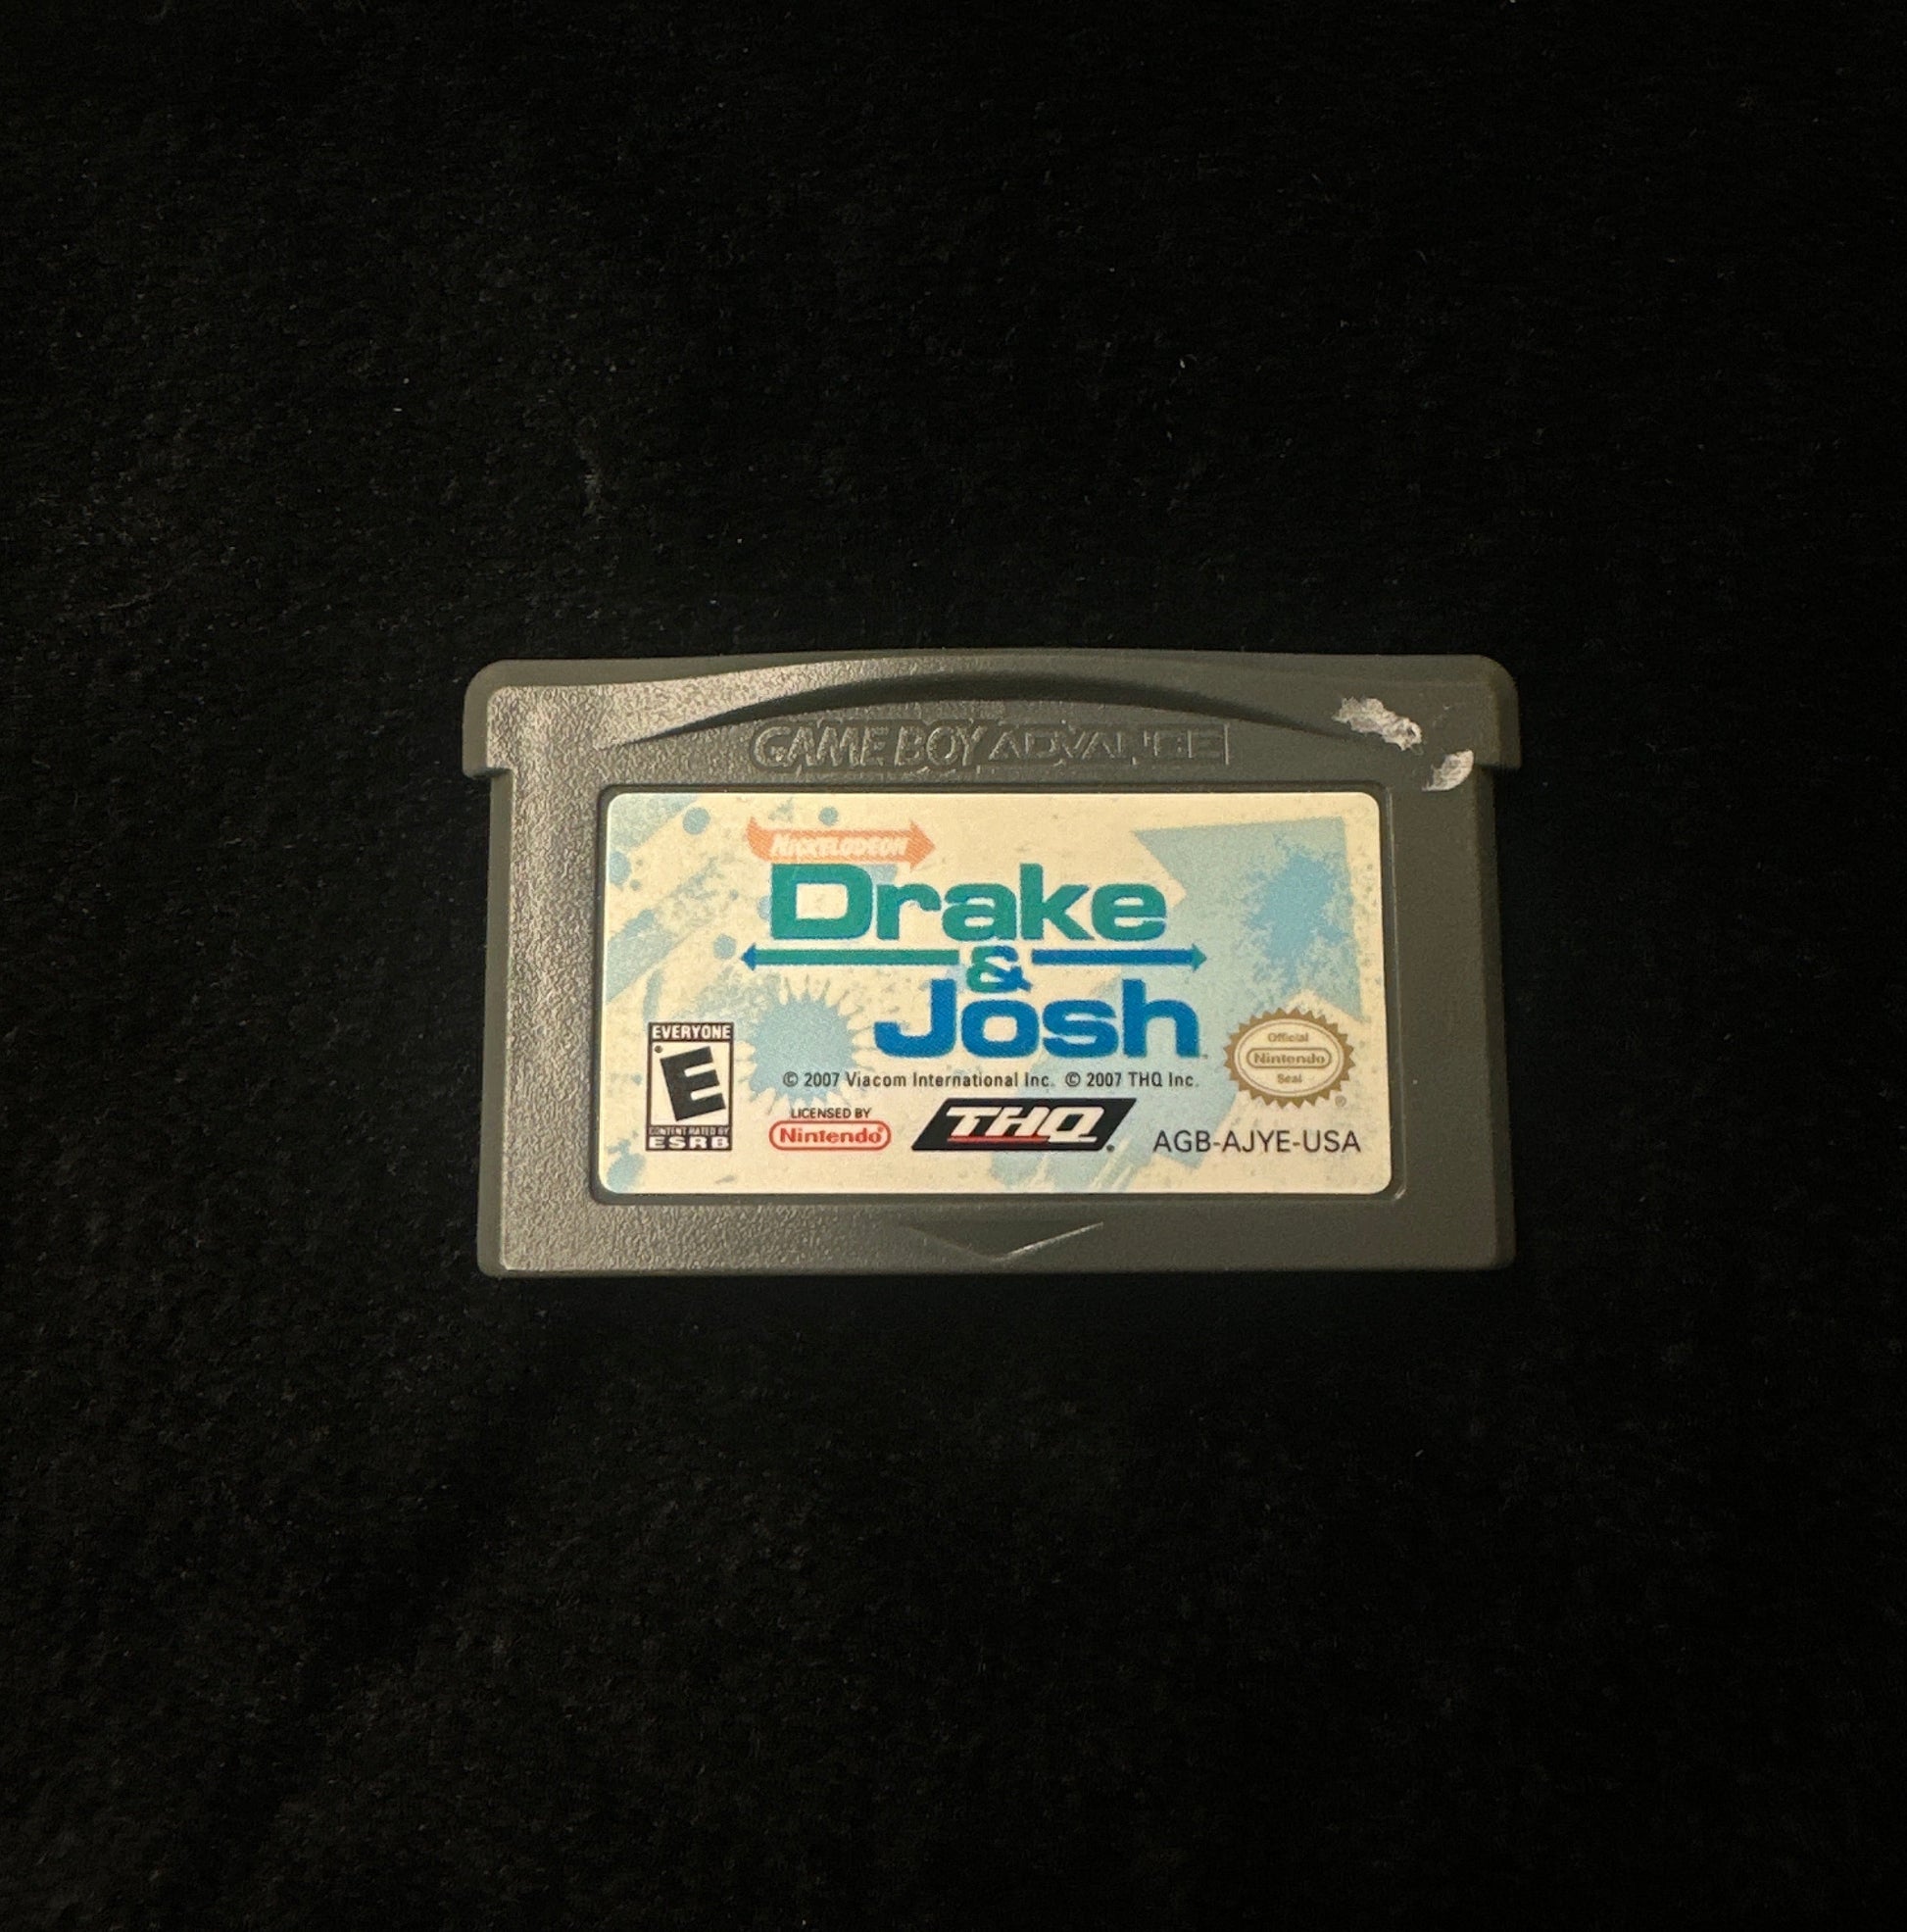 GAME BOY ADVANCE
NICKELODEON
Drake
&
Josh
EVERYONE
E
CONTENT RATED BY
ESRB
© 2007 Viacom International Inc. © 2007 THQ Inc.
LICENSED BY
Nintendo®
THQ®
Official
Nintendo
Seal
®
AGB-AJYE-USA